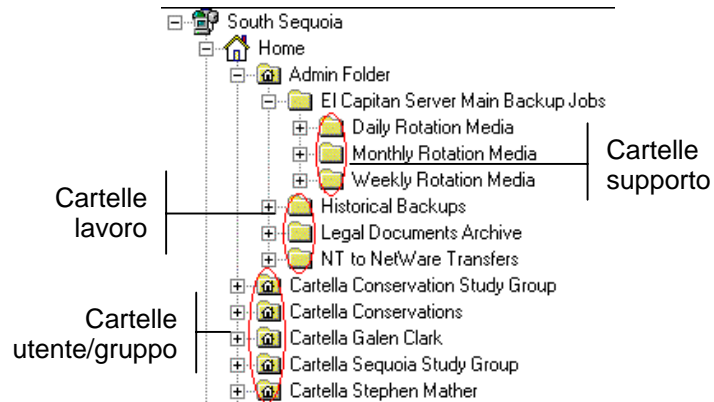 South Sequoia
Home
Admin Folder
El Capitan Server Main Backup Jobs
Daily Rotation Media
Monthly Rotation Media
Weekly Rotation Media
Cartelle
supporto
Historical Backups
Legal Documents Archive
NT to NetWare Transfers
Cartelle
lavoro
Cartella Conservation Study Group
Cartella Conservations
Cartella Galen Clark
Cartella Sequoia Study Group
Cartella Stephen Mather
Cartelle
utente/gruppo